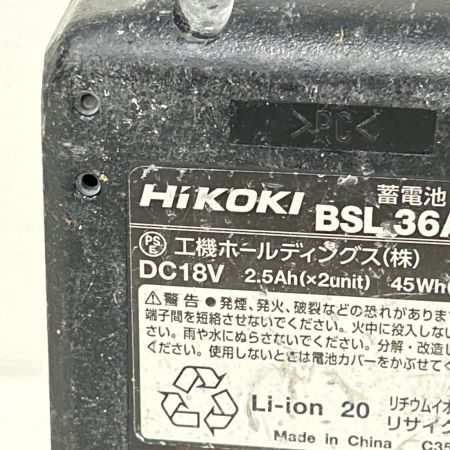 >PC<
HiKOKI
蓄電池
BSL 36A
PS E 工機ホールディングス(株)
DC18V 2.5Ah(×2unit) 45Wh(
⚠警告 ●発煙、発火、破裂などの恐れがあります
端子間を短絡させないでください。火中に投入しない
さい。雨や水にぬらさないでください。分解・改造し
ください。使用しないときは電池カバーをかぶせてく
Li-ion 20 リチウムイオ
リサイク
Made in China C35